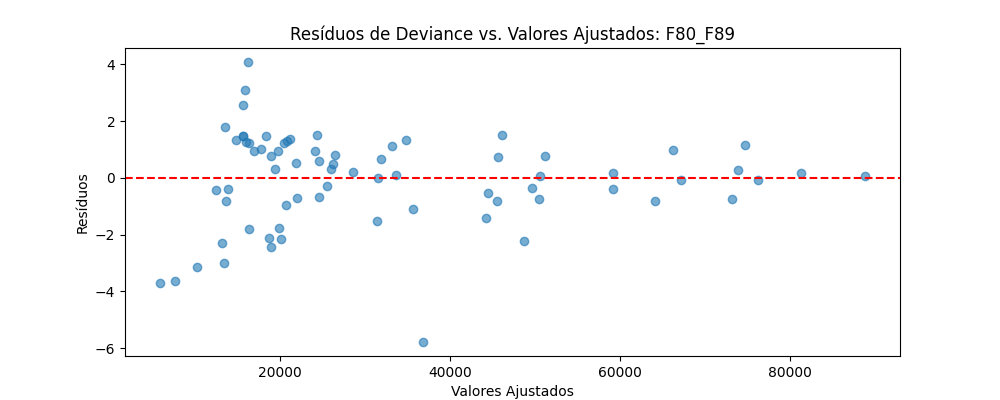 Resíduos de Deviance vs. Valores Ajustados: F80_F89
Resíduos
4
2
0
−2
−4
−6
20000 40000 60000 80000
Valores Ajustados